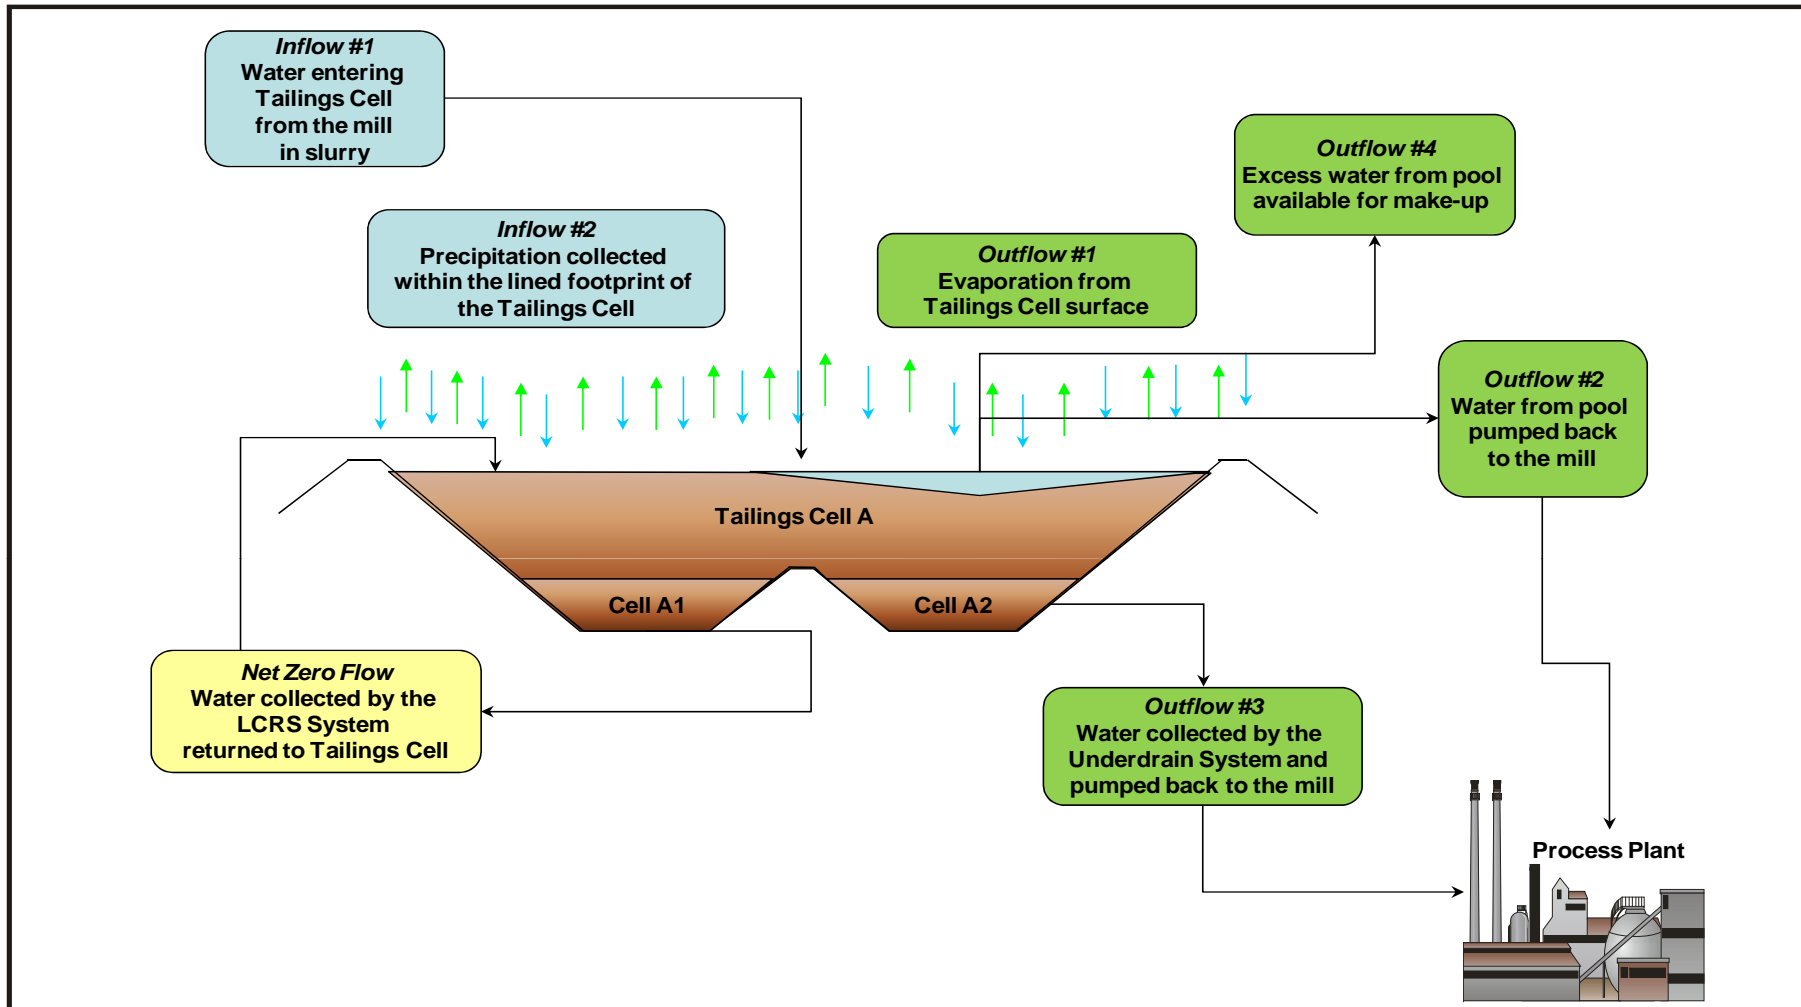 Inflow #1
Water entering
Tailings Cell
from the mill
in slurry
Inflow #2
Precipitation collected
within the lined footprint of
the Tailings Cell
Outflow #1
Evaporation from
Tailings Cell surface
Outflow #4
Excess water from pool
available for make-up
Outflow #2
Water from pool
pumped back
to the mill
Tailings Cell A
Cell A1
Cell A2
Net Zero Flow
Water collected by the
LCRS System
returned to Tailings Cell
Outflow #3
Water collected by the
Underdrain System and
pumped back to the mill
Process Plant